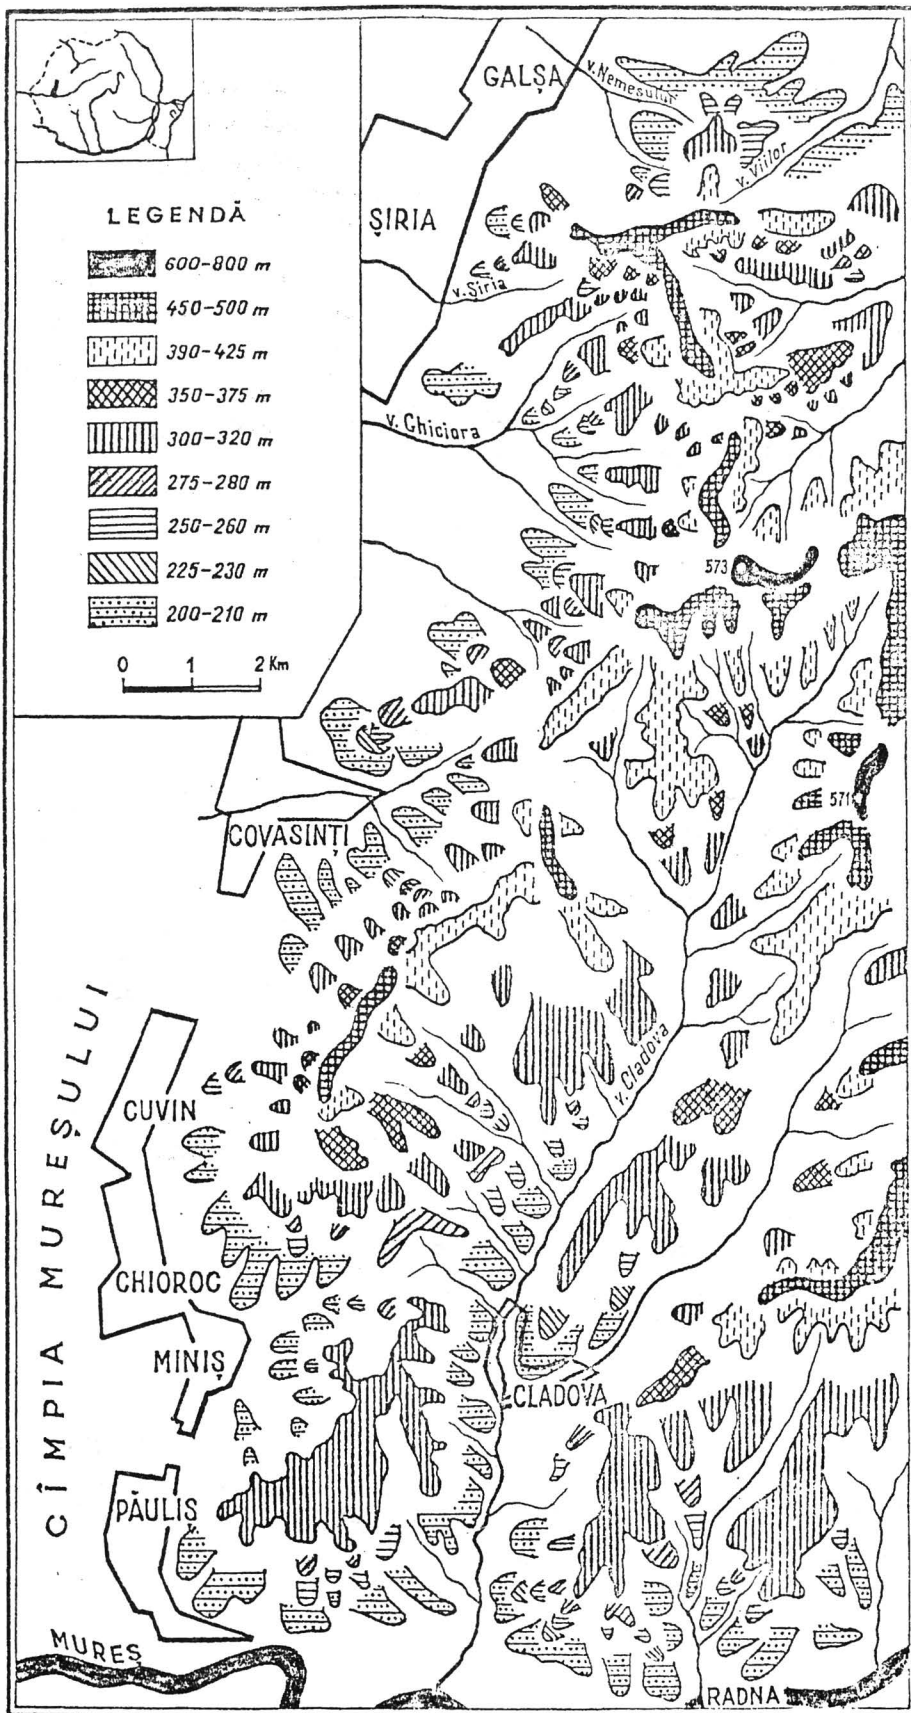 GALȘA
v. Nemesului
v. Viilor
LEGENDĂ
600-800 m
450-500 m
390-425 m
350-375 m
300-320 m
275-280 m
250-260 m
225-230 m
200-210 m
0 1 2 Km
ȘIRIA
v. Șiria
v. Chiciora
573
571
COVASINȚI
CÎMPIA MUREȘULUI
CUVIN
v. Cladova
CHIOROC
MINIȘ
CLADOVA
PĂULIȘ
MUREȘ
RADNA